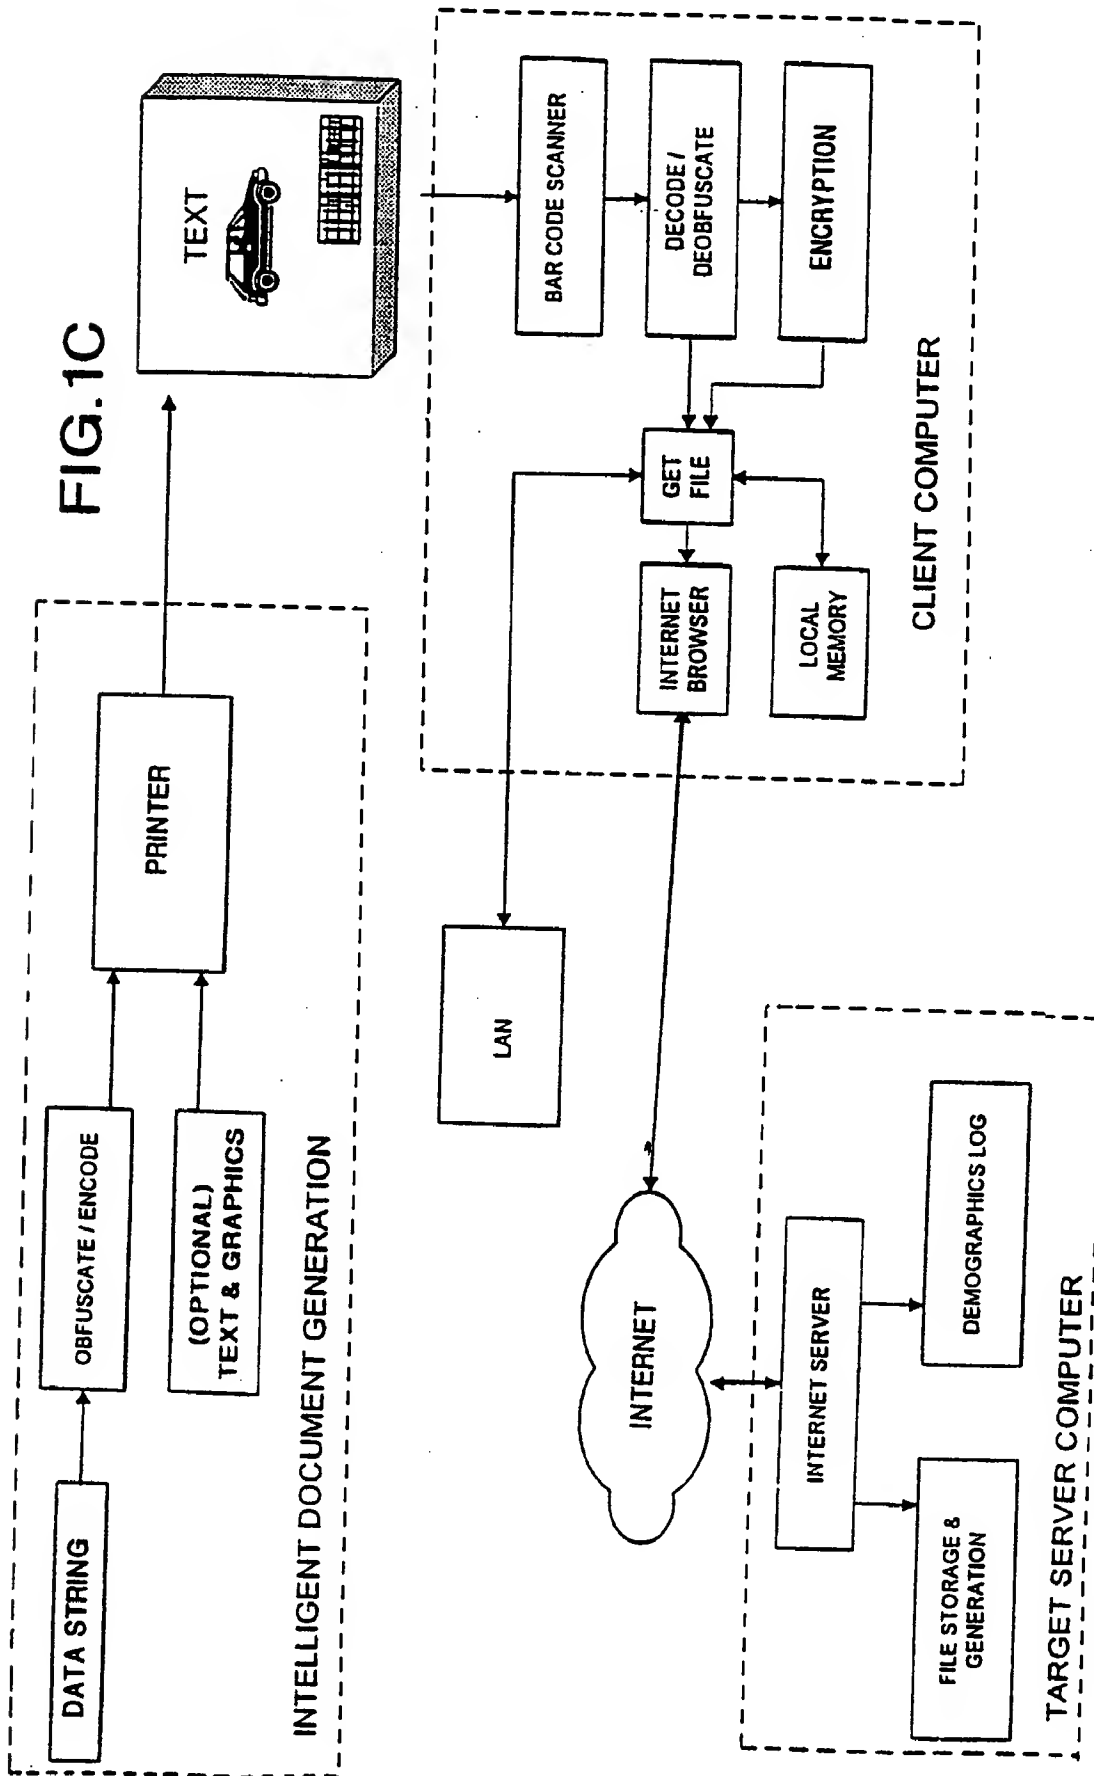 FIG.1C
DATA STRING
OBFUSCATE / ENCODE
(OPTIONAL)
TEXT & GRAPHICS
PRINTER
INTELLIGENT DOCUMENT GENERATION
TEXT
LAN
BAR CODE SCANNER
DECODE /
DEOBFUSCATE
ENCRYPTION
GET
FILE
INTERNET
BROWSER
LOCAL
MEMORY
CLIENT COMPUTER
INTERNET
INTERNET SERVER
FILE STORAGE &
GENERATION
DEMOGRAPHICS LOG
TARGET SERVER COMPUTER